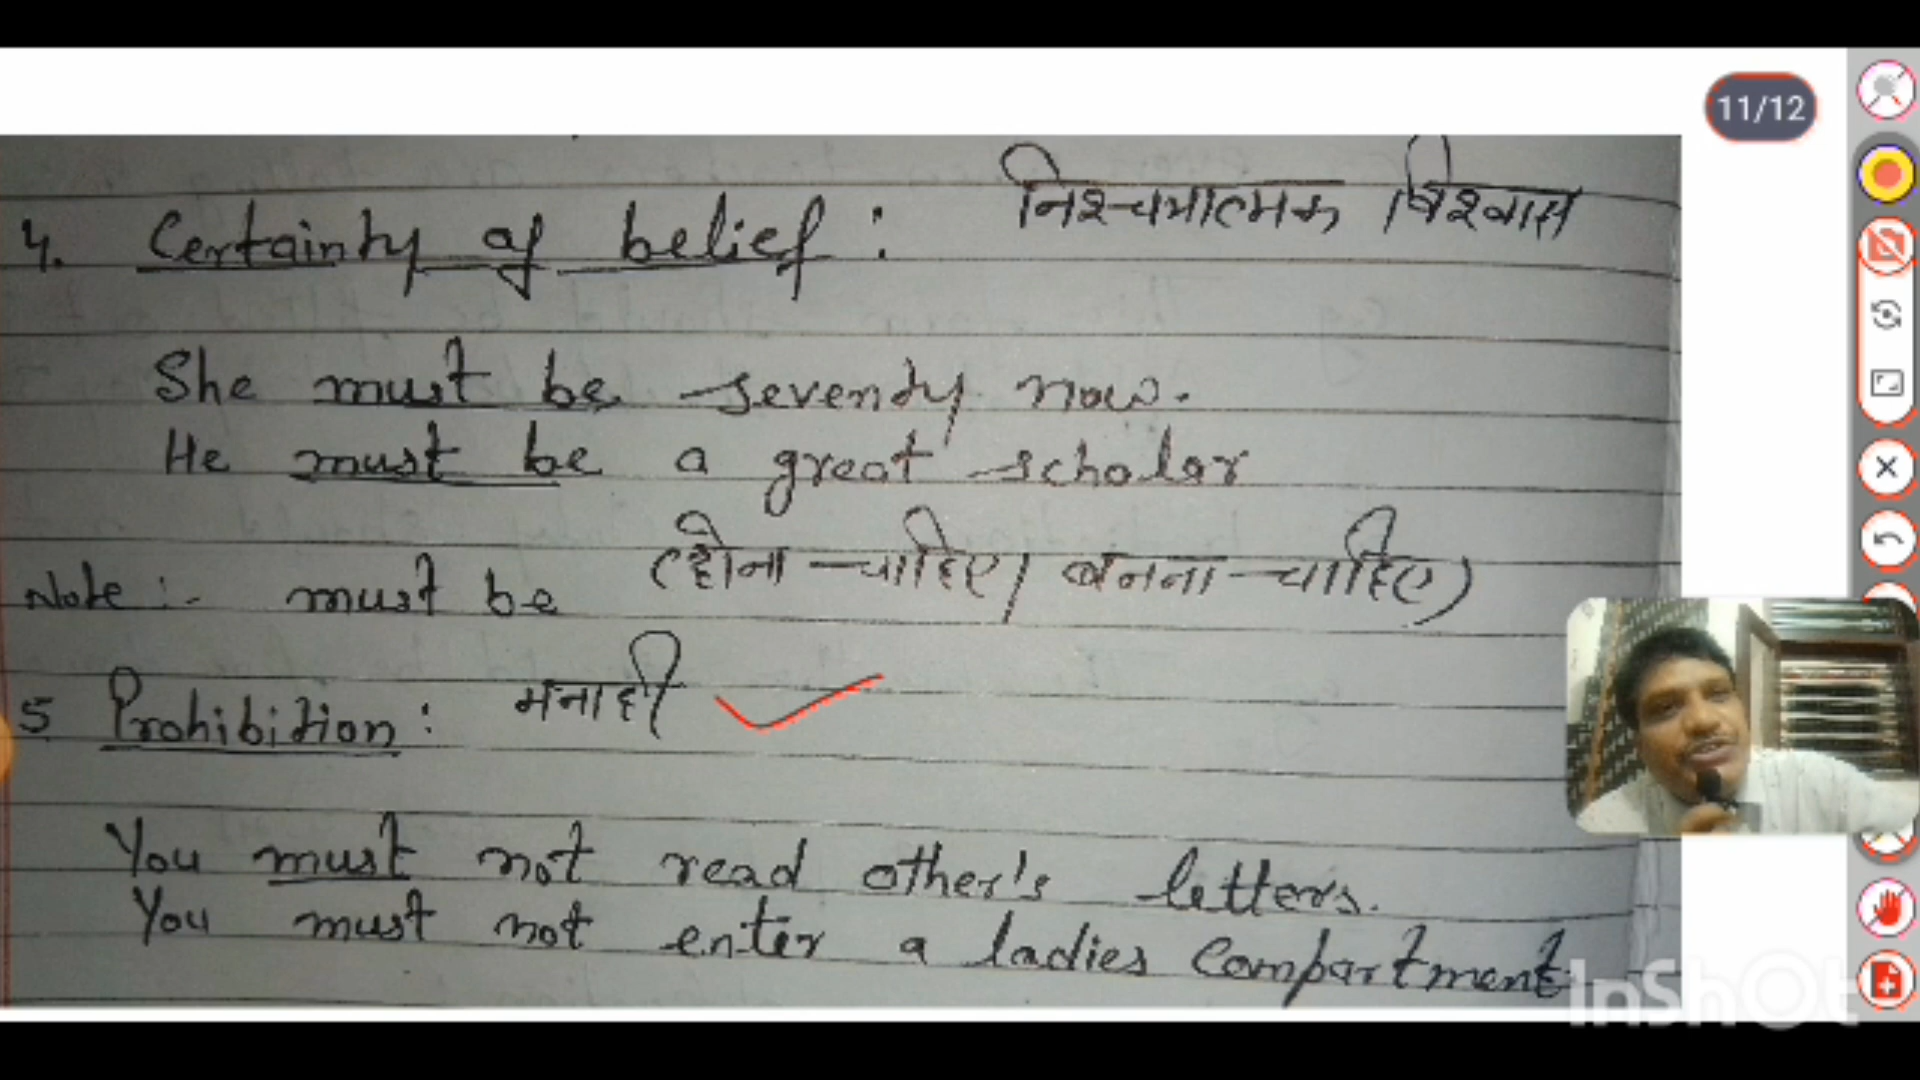 11/12
4. Certainty of belief : निश्चयात्मक विश्वास
She must be seventy now.
He must be a great scholar
Note :- must be (होना चाहिए / बनना चाहिए)
5 Prohibition : मनाही
You must not read other's letters.
You must not enter a ladies compartment
InShOt